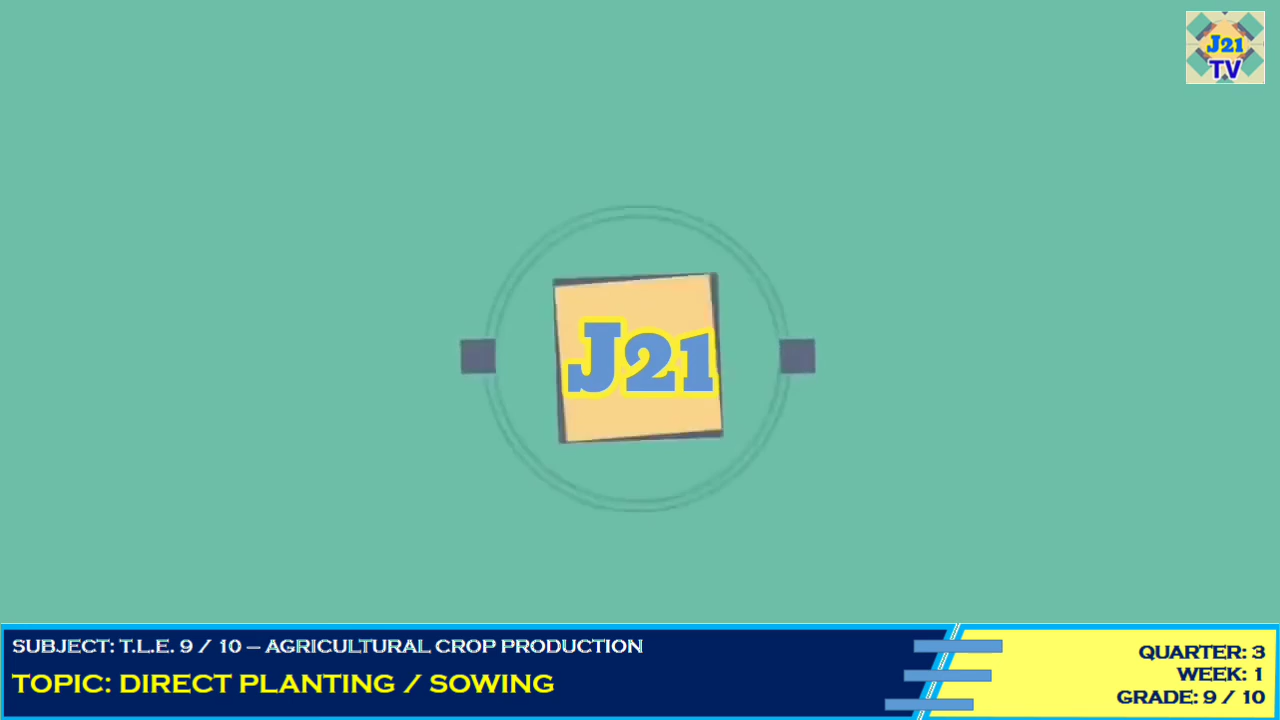 J21
TV
J21
SUBJECT: T.L.E. 9 / 10 – AGRICULTURAL CROP PRODUCTION
TOPIC: DIRECT PLANTING / SOWING
QUARTER: 3
WEEK: 1
GRADE: 9 / 10